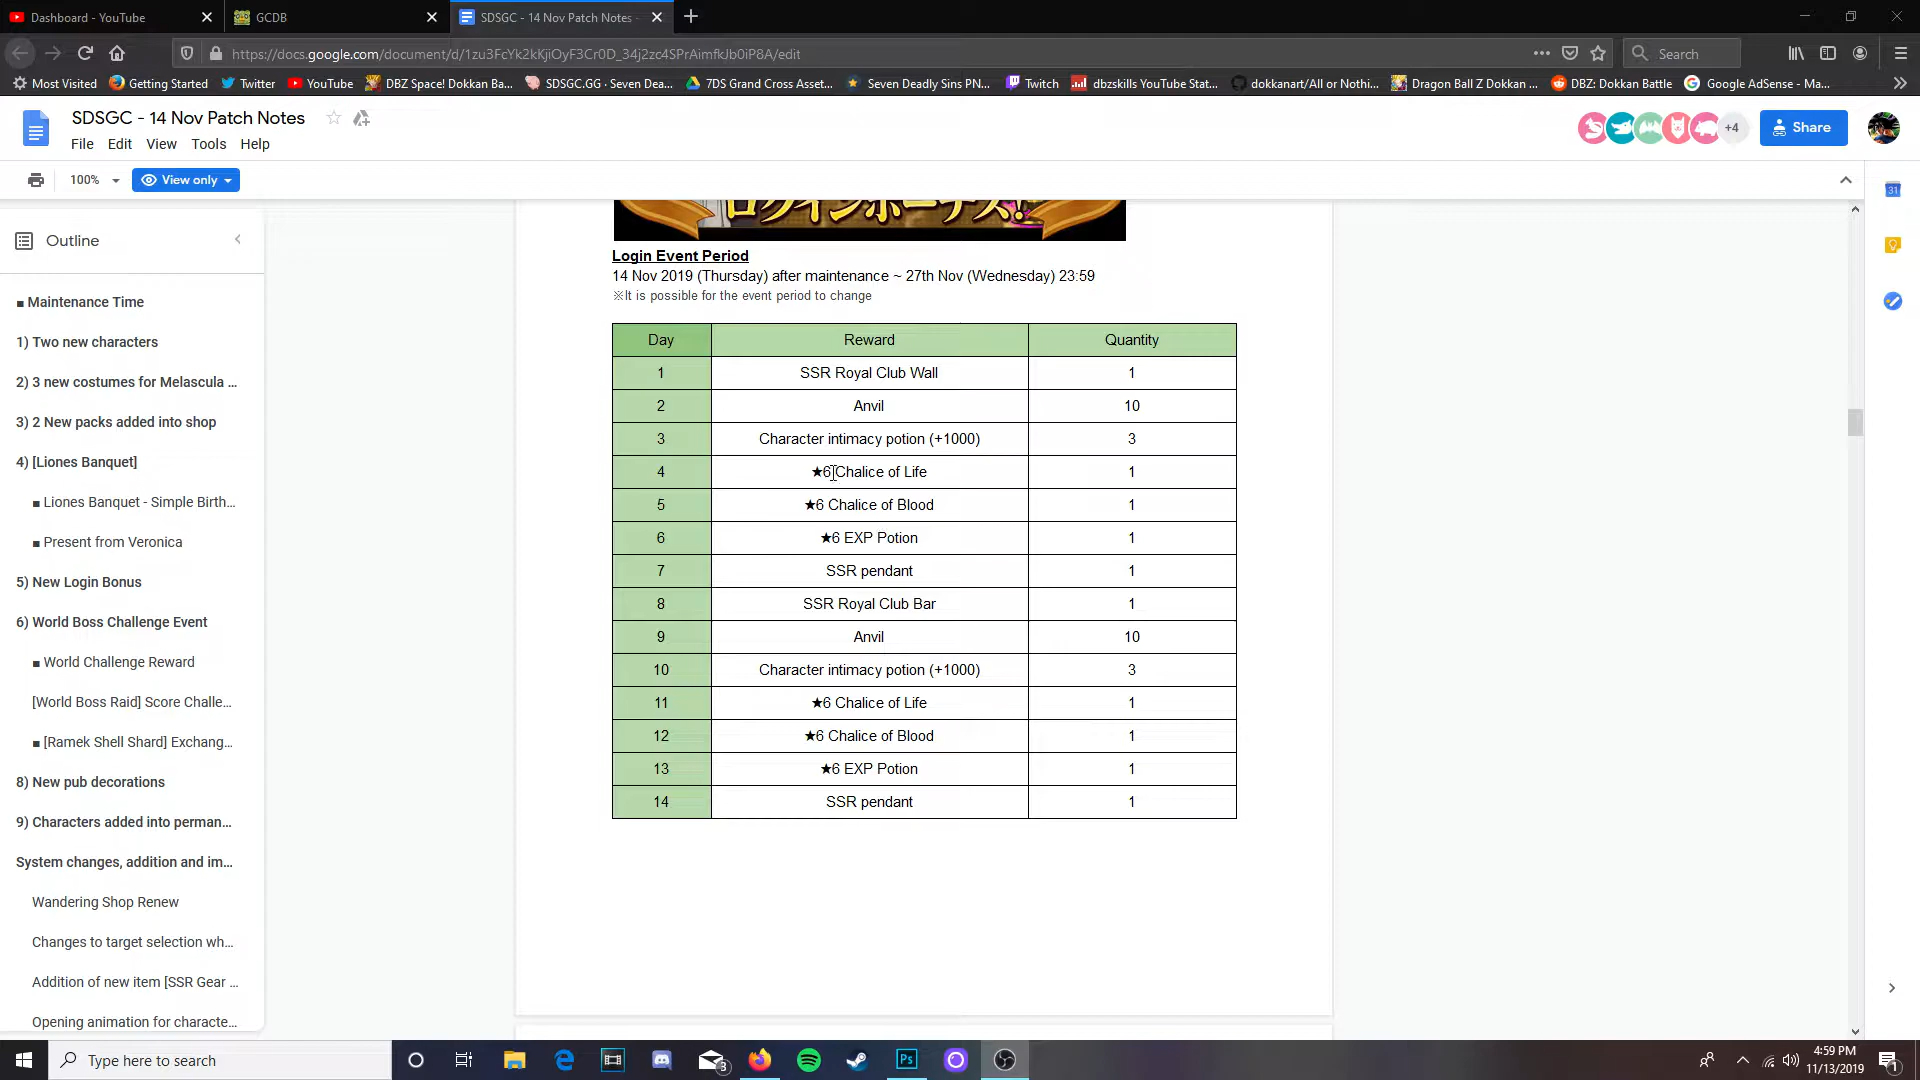 Dashboard - YouTube
GCDB
SDSGC - 14 Nov Patch Notes -
https://docs.google.com/document/d/1zu3FcYk2kKjiOyF3Cr0D_34j2zc4SPrAimfkJb0iP8A/edit
Search
Most Visited
Getting Started
Twitter
YouTube
DBZ Space! Dokkan Ba...
SDSGC.GG · Seven Dea...
7DS Grand Cross Asset...
Seven Deadly Sins PN...
Twitch
dbzskills YouTube Stat...
dokkanart/All or Nothi...
Dragon Ball Z Dokkan ...
DBZ: Dokkan Battle
Google AdSense - Ma...
SDSGC - 14 Nov Patch Notes
+4
Share
File Edit View Tools Help
100%
View only
31
Outline
■ Maintenance Time
1) Two new characters
2) 3 new costumes for Melascula ...
3) 2 New packs added into shop
4) [Liones Banquet]
■ Liones Banquet - Simple Birth...
■ Present from Veronica
5) New Login Bonus
6) World Boss Challenge Event
■ World Challenge Reward
[World Boss Raid] Score Challe...
■ [Ramek Shell Shard] Exchang...
8) New pub decorations
9) Characters added into perman...
System changes, addition and im...
Wandering Shop Renew
Changes to target selection wh...
Addition of new item [SSR Gear ...
Opening animation for characte...
ログインボーナス!
Login Event Period
14 Nov 2019 (Thursday) after maintenance ~ 27th Nov (Wednesday) 23:59
※It is possible for the event period to change
Day Reward Quantity
1 SSR Royal Club Wall 1
2 Anvil 10
3 Character intimacy potion (+1000) 3
4 ★6 Chalice of Life 1
5 ★6 Chalice of Blood 1
6 ★6 EXP Potion 1
7 SSR pendant 1
8 SSR Royal Club Bar 1
9 Anvil 10
10 Character intimacy potion (+1000) 3
11 ★6 Chalice of Life 1
12 ★6 Chalice of Blood 1
13 ★6 EXP Potion 1
14 SSR pendant 1
Type here to search
3
Ps
4:59 PM
11/13/2019
1